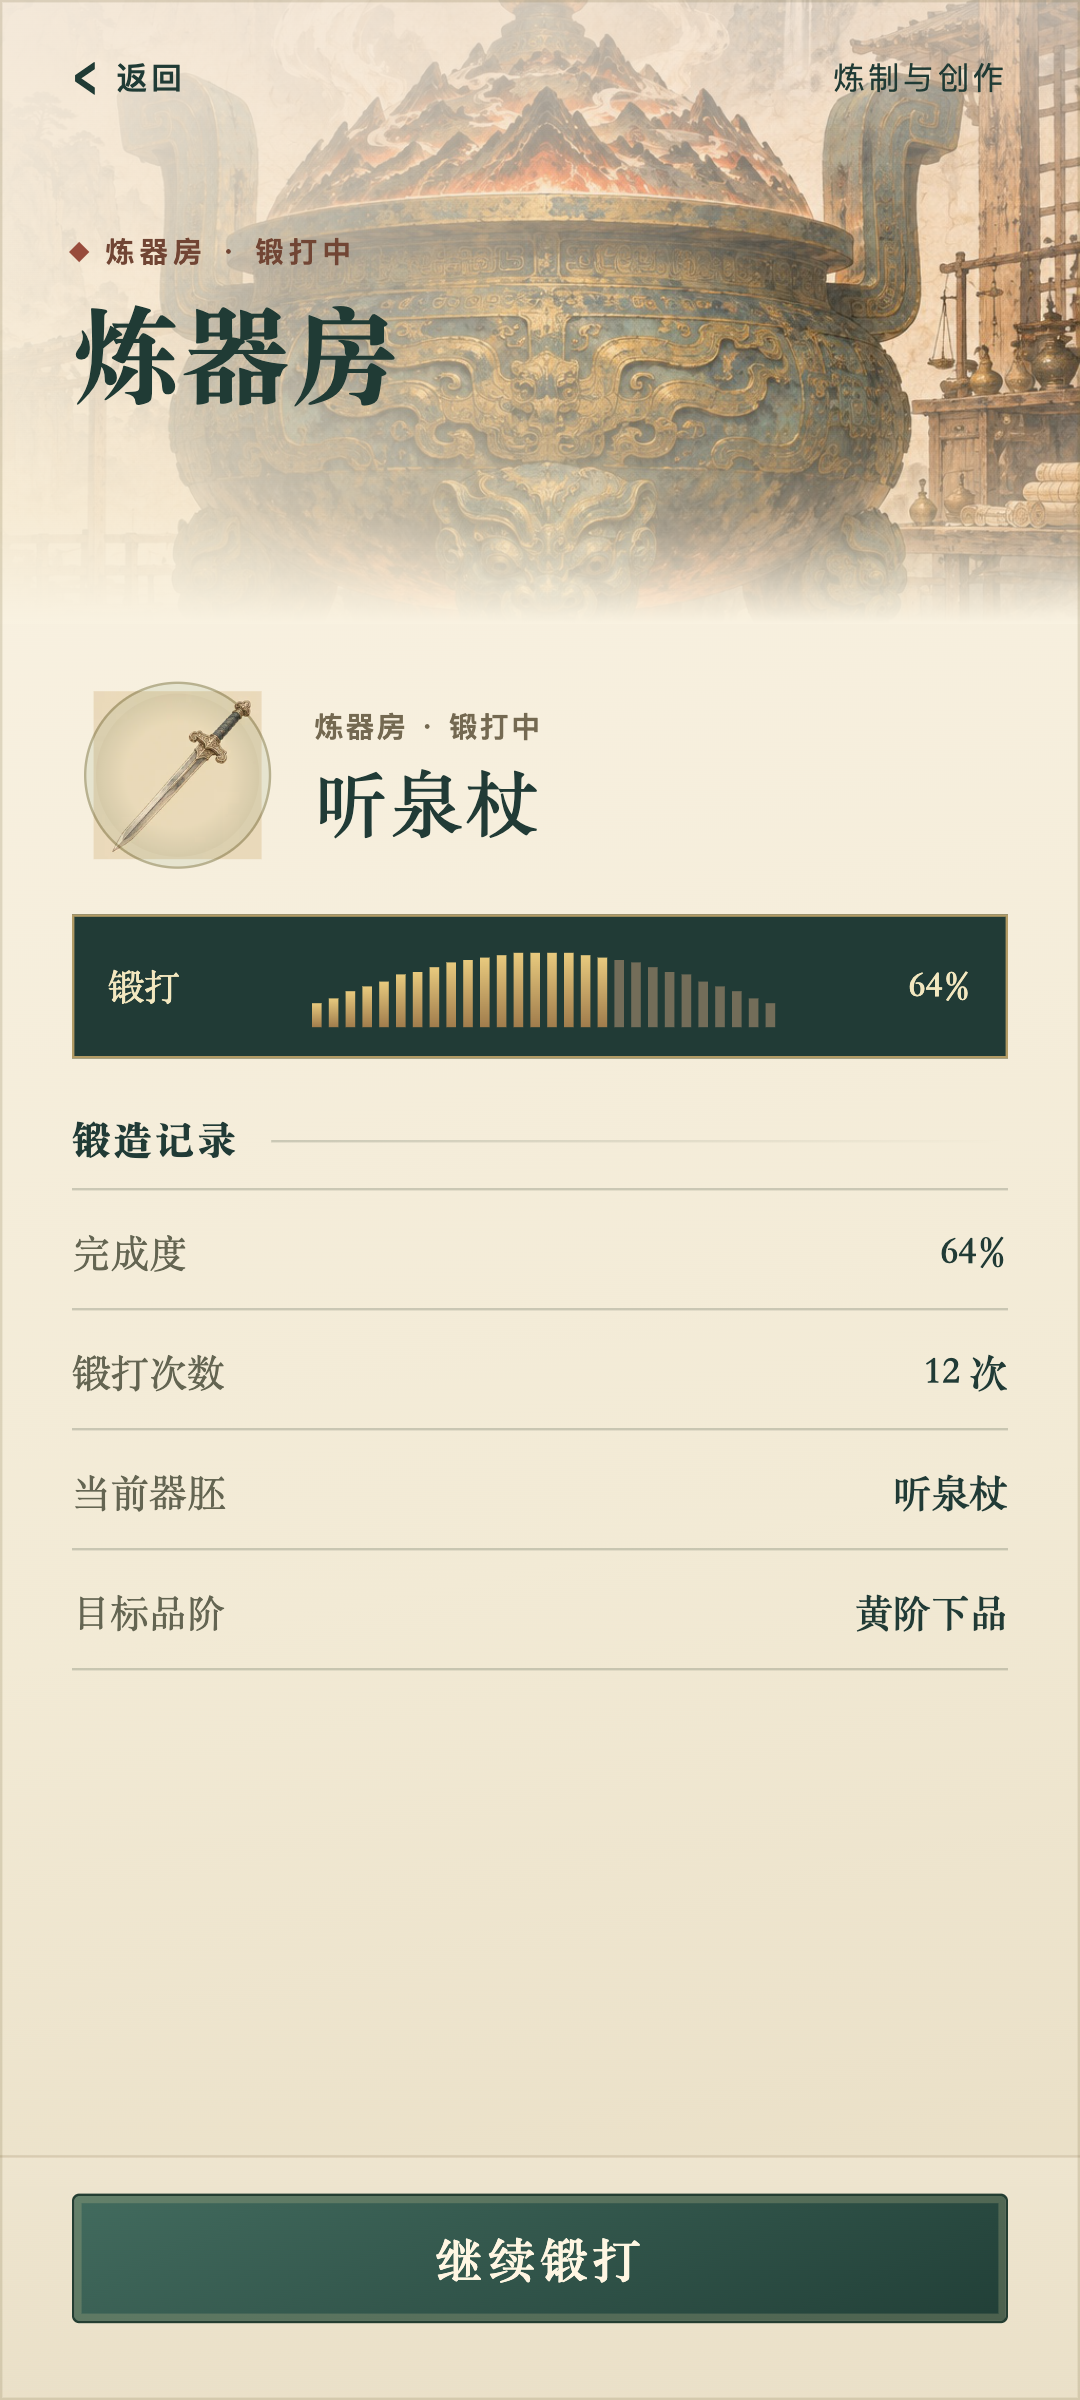 返回
炼制与创作
炼器房 · 锻打中
炼器房
炼器房 · 锻打中
听泉杖
锻打
64%
锻造记录
完成度
64%
锻打次数
12 次
当前器胚
听泉杖
目标品阶
黄阶下品
继续锻打